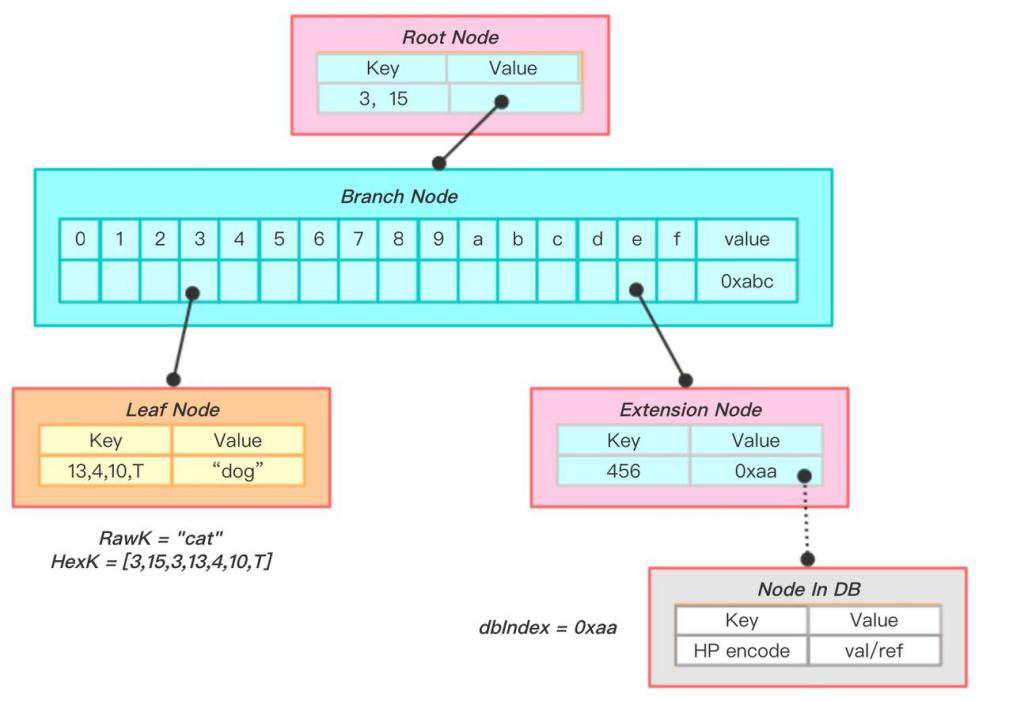 Root Node
Key Value
3, 15
Branch Node
0 1 2 3 4 5 6 7 8 9 a b c d e f value
0xabc
Leaf Node
Key Value
13,4,10,T “dog”
RawK = "cat"
HexK = [3,15,3,13,4,10,T]
Extension Node
Key Value
456 0xaa
dbIndex = 0xaa
Node In DB
Key Value
HP encode val/ref